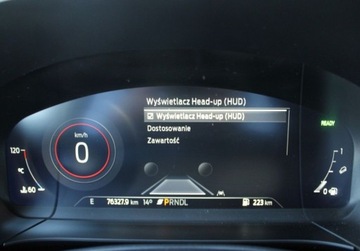 Wyświetlacz Head-up (HUD)
Wyświetlacz Head-up (HUD)
Dostosowanie
Zawartość
READY
km/h
0
120
60
1
0
E 76327.9 km 14° PRNDL 223 km